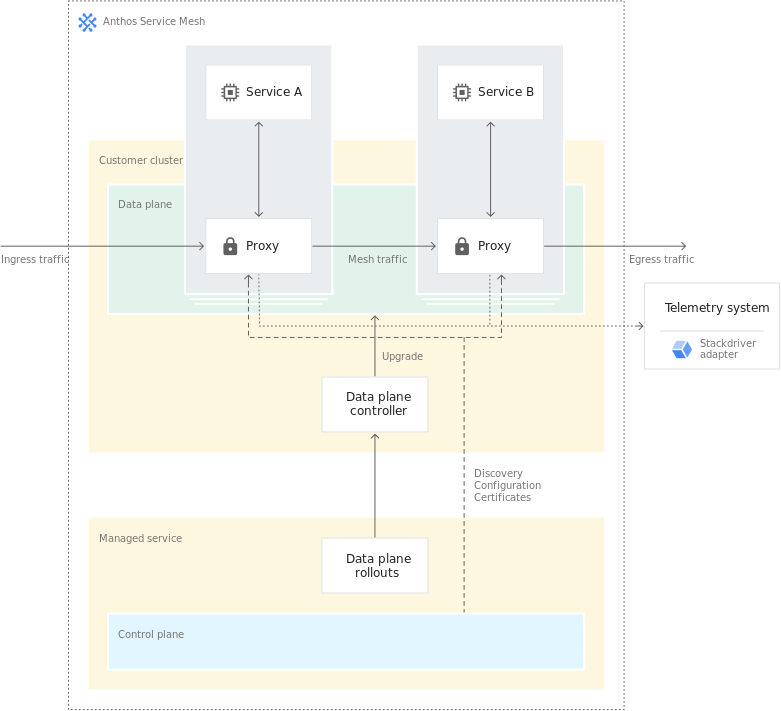 Anthos Service Mesh
Service A
Service B
Customer cluster
Data plane
Proxy
Proxy
Ingress traffic
Mesh traffic
Egress traffic
Telemetry system
Stackdriver
adapter
Upgrade
Data plane
controller
Discovery
Configuration
Certificates
Managed service
Data plane
rollouts
Control plane